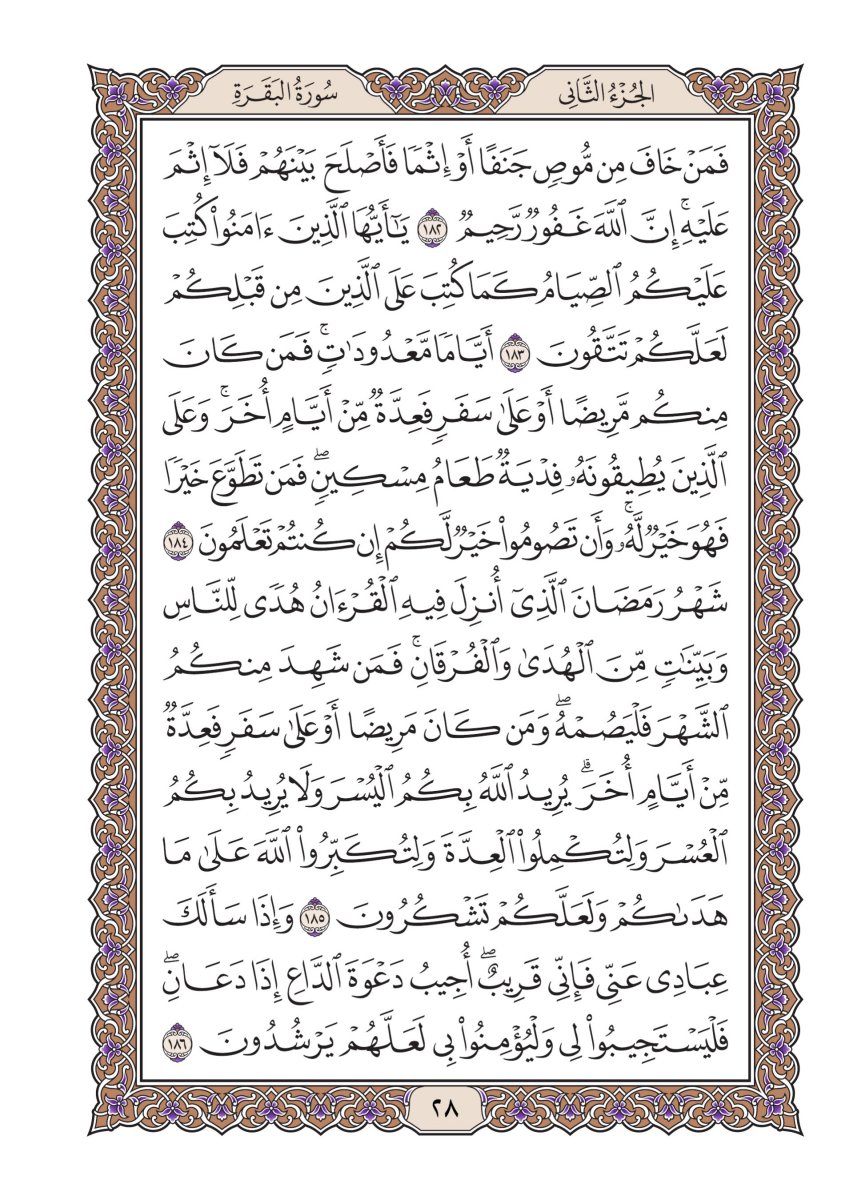 الجُزْءُ الثَّانِي
سُورَةُ البَقَرَةِ
فَمَنۡ خَافَ مِن مُّوصٖ جَنَفًا أَوۡ إِثۡمٗا فَأَصۡلَحَ بَيۡنَهُمۡ فَلَآ إِثۡمَ
عَلَيۡهِۚ إِنَّ ٱللَّهَ غَفُورٞ رَّحِيمٞ ١٨٢ يَٰٓأَيُّهَا ٱلَّذِينَ ءَامَنُواْ كُتِبَ
عَلَيۡكُمُ ٱلصِّيَامُ كَمَا كُتِبَ عَلَى ٱلَّذِينَ مِن قَبۡلِكُمۡ
لَعَلَّكُمۡ تَتَّقُونَ ١٨٣ أَيَّامٗا مَّعۡدُودَٰتٖۚ فَمَن كَانَ
مِنكُم مَّرِيضًا أَوۡ عَلَىٰ سَفَرٖ فَعِدَّةٞ مِّنۡ أَيَّامٍ أُخَرَۚ وَعَلَى
ٱلَّذِينَ يُطِيقُونَهُۥ فِدۡيَةٞ طَعَامُ مِسۡكِينٖۖ فَمَن تَطَوَّعَ خَيۡرٗا
فَهُوَ خَيۡرٞ لَّهُۥۚ وَأَن تَصُومُواْ خَيۡرٞ لَّكُمۡ إِن كُنتُمۡ تَعۡلَمُونَ ١٨٤
شَهۡرُ رَمَضَانَ ٱلَّذِيٓ أُنزِلَ فِيهِ ٱلۡقُرۡءَانُ هُدٗى لِّلنَّاسِ
وَبَيِّنَٰتٖ مِّنَ ٱلۡهُدَىٰ وَٱلۡفُرۡقَانِۚ فَمَن شَهِدَ مِنكُمُ
ٱلشَّهۡرَ فَلۡيَصُمۡهُۖ وَمَن كَانَ مَرِيضًا أَوۡ عَلَىٰ سَفَرٖ فَعِدَّةٞ
مِّنۡ أَيَّامٍ أُخَرَۗ يُرِيدُ ٱللَّهُ بِكُمُ ٱلۡيُسۡرَ وَلَا يُرِيدُ بِكُمُ
ٱلۡعُسۡرَ وَلِتُكۡمِلُواْ ٱلۡعِدَّةَ وَلِتُكَبِّرُواْ ٱللَّهَ عَلَىٰ مَا
هَدَىٰكُمۡ وَلَعَلَّكُمۡ تَشۡكُرُونَ ١٨٥ وَإِذَا سَأَلَكَ
عِبَادِي عَنِّي فَإِنِّي قَرِيبٌۖ أُجِيبُ دَعۡوَةَ ٱلدَّاعِ إِذَا دَعَانِۖ
فَلۡيَسۡتَجِيبُواْ لِي وَلۡيُؤۡمِنُواْ بِي لَعَلَّهُمۡ يَرۡشُدُونَ ١٨٦
٢٨